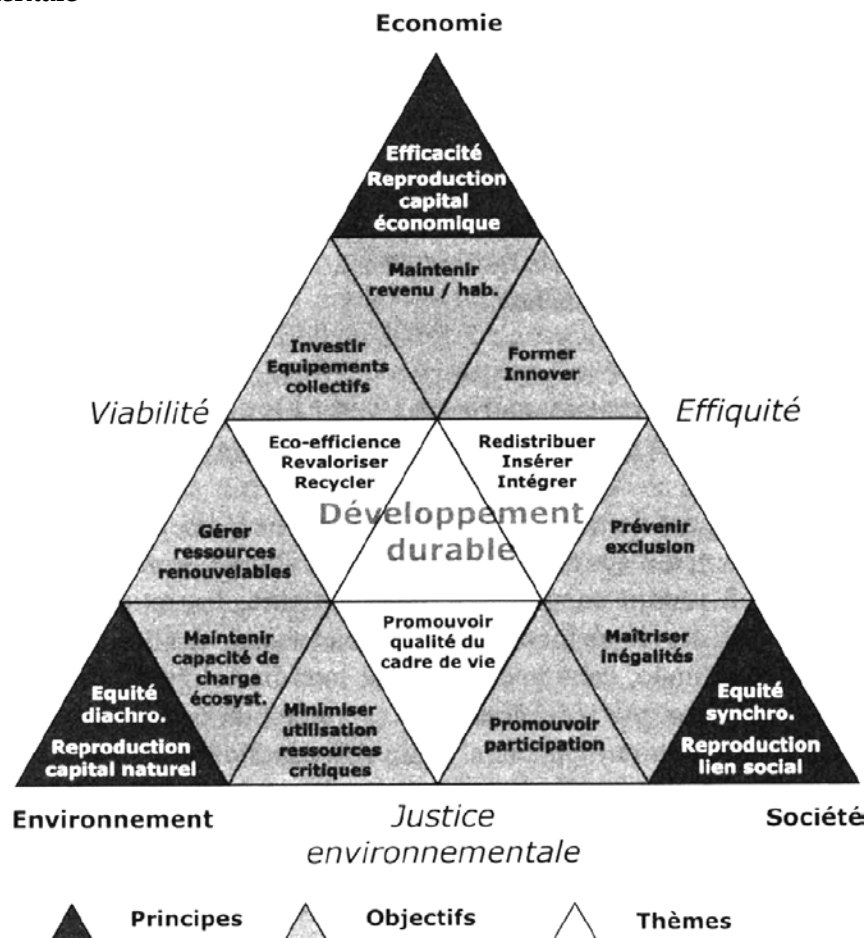 Economie
Efficacité
Reproduction
capital
économique
Maintenir
revenu / hab.
Investir
Equipements
collectifs
Former
Innover
Viabilité
Effiquité
Eco-efficience
Revaloriser
Recycler
Redistribuer
Insérer
Intégrer
Développement
durable
Gérer
ressources
renouvelables
Prévenir
exclusion
Maintenir
capacité de
charge
écosyst.
Promouvoir
qualité du
cadre de vie
Maîtriser
inégalités
Equité
diachro.
Reproduction
capital naturel
Minimiser
utilisation
ressources
critiques
Promouvoir
participation
Equité
synchro.
Reproduction
lien social
Environnement
Justice
environnementale
Société
Principes
Objectifs
Thèmes